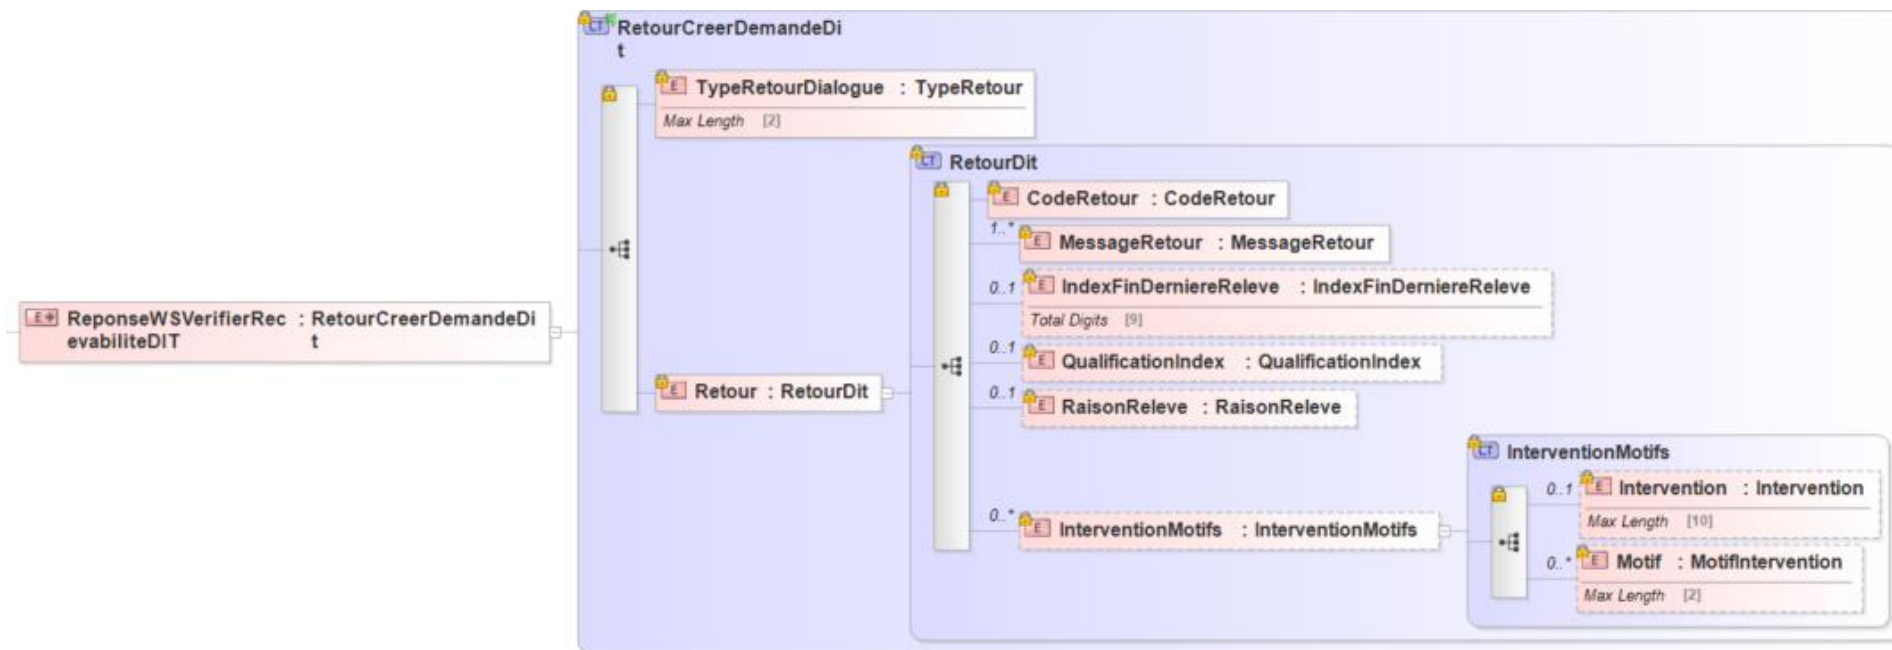 RetourCreerDemandeDi
t
TypeRetourDialogue : TypeRetour
Max Length [2]
RetourDit
CodeRetour : CodeRetour
1..*
MessageRetour : MessageRetour
0..1
IndexFinDerniereReleve : IndexFinDerniereReleve
Total Digits [9]
0..1
QualificationIndex : QualificationIndex
0..1
RaisonReleve : RaisonReleve
ReponseWSVerifierRec : RetourCreerDemandeDi
evabiliteDIT t
Retour : RetourDit
0..*
InterventionMotifs : InterventionMotifs
InterventionMotifs
0..1
Intervention : Intervention
Max Length [10]
0..*
Motif : MotifIntervention
Max Length [2]